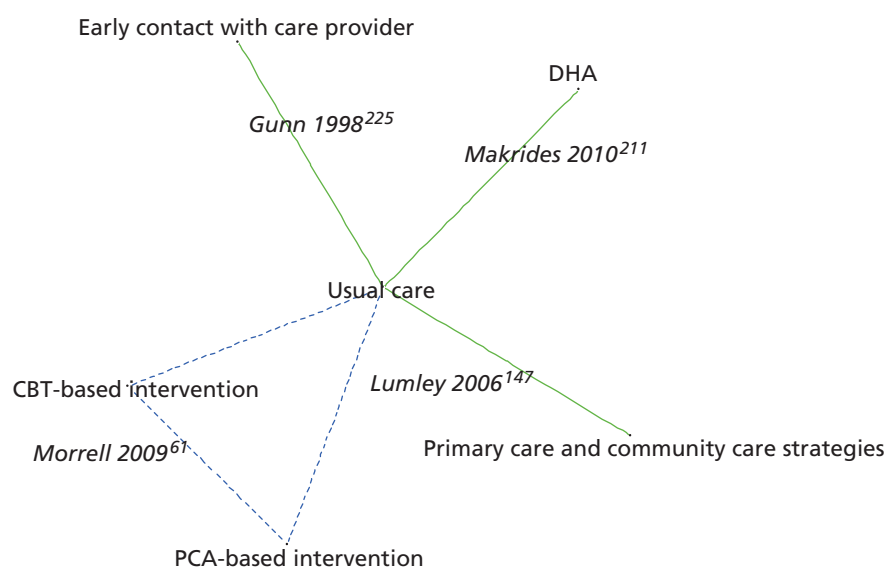 Early contact with care provider
DHA
Gunn 1998225
Makrides 2010211
Usual care
Lumley 2006147
CBT-based intervention
Morrell 200961
Primary care and community care strategies
PCA-based intervention